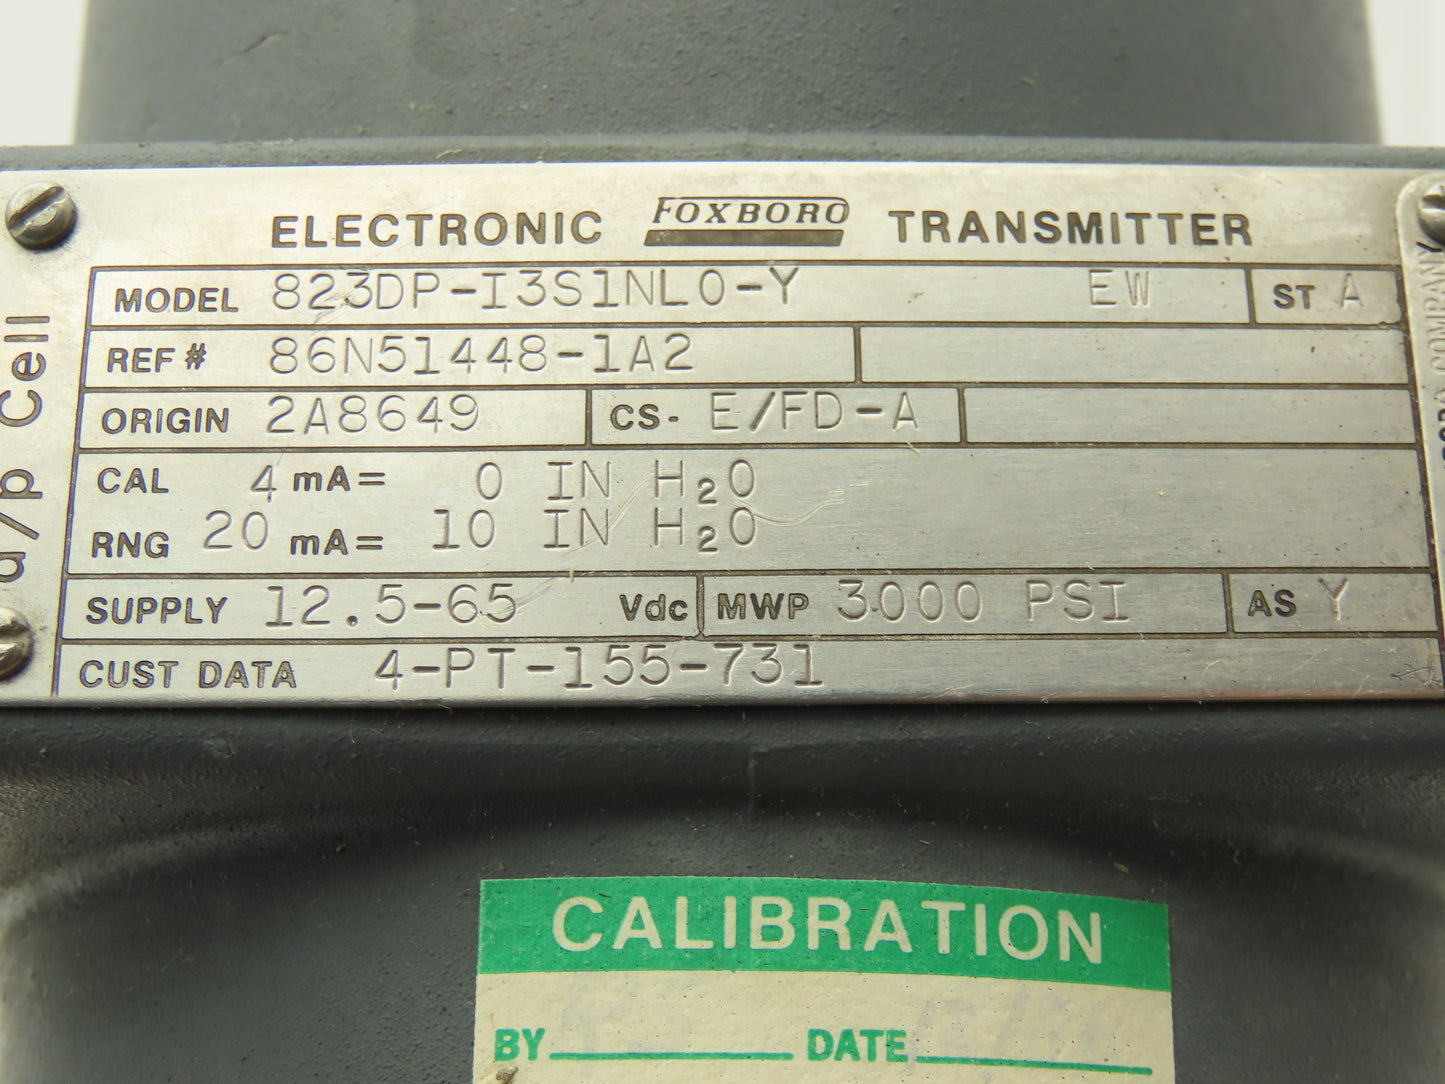 ELECTRONIC FOXBORO TRANSMITTER
MODEL 823DP-I3S1NL0-Y EW ST A
REF # 86N51448-1A2
ORIGIN 2A8649 CS- E/FD-A
CAL 4 mA= 0 IN H₂O
RNG 20 mA= 10 IN H₂O
SUPPLY 12.5-65 Vdc MWP 3000 PSI AS Y
CUST DATA 4-PT-155-731
d/p Cell
COMPANY
CALIBRATION
BY DATE